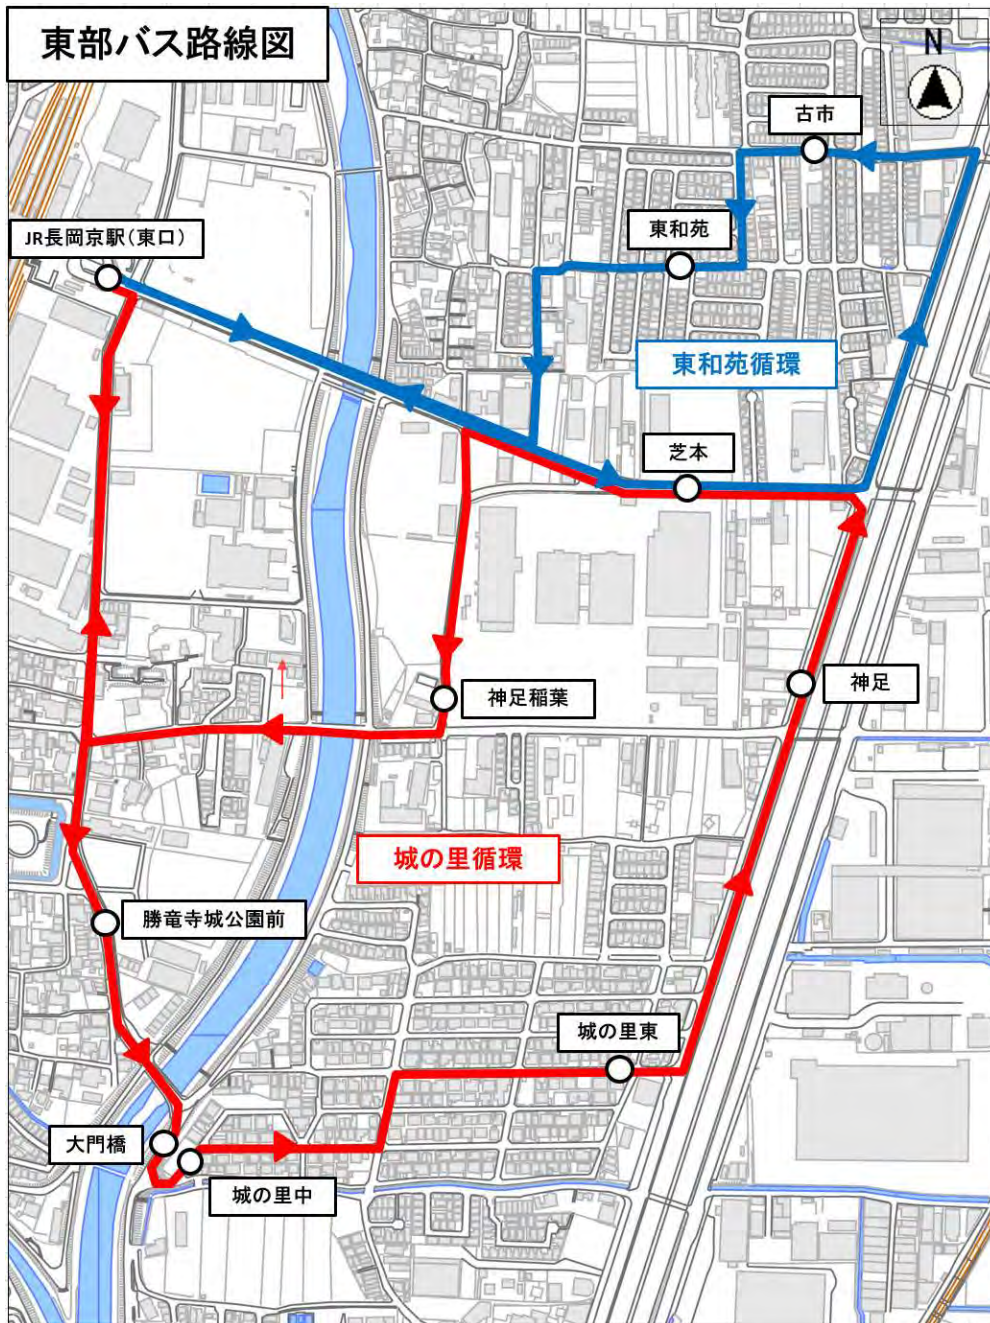 東部バス路線図
N
古市
東和苑
JR長岡京駅(東口)
東和苑循環
芝本
神足稲葉
神足
城の里循環
勝竜寺城公園前
城の里東
大門橋
城の里中